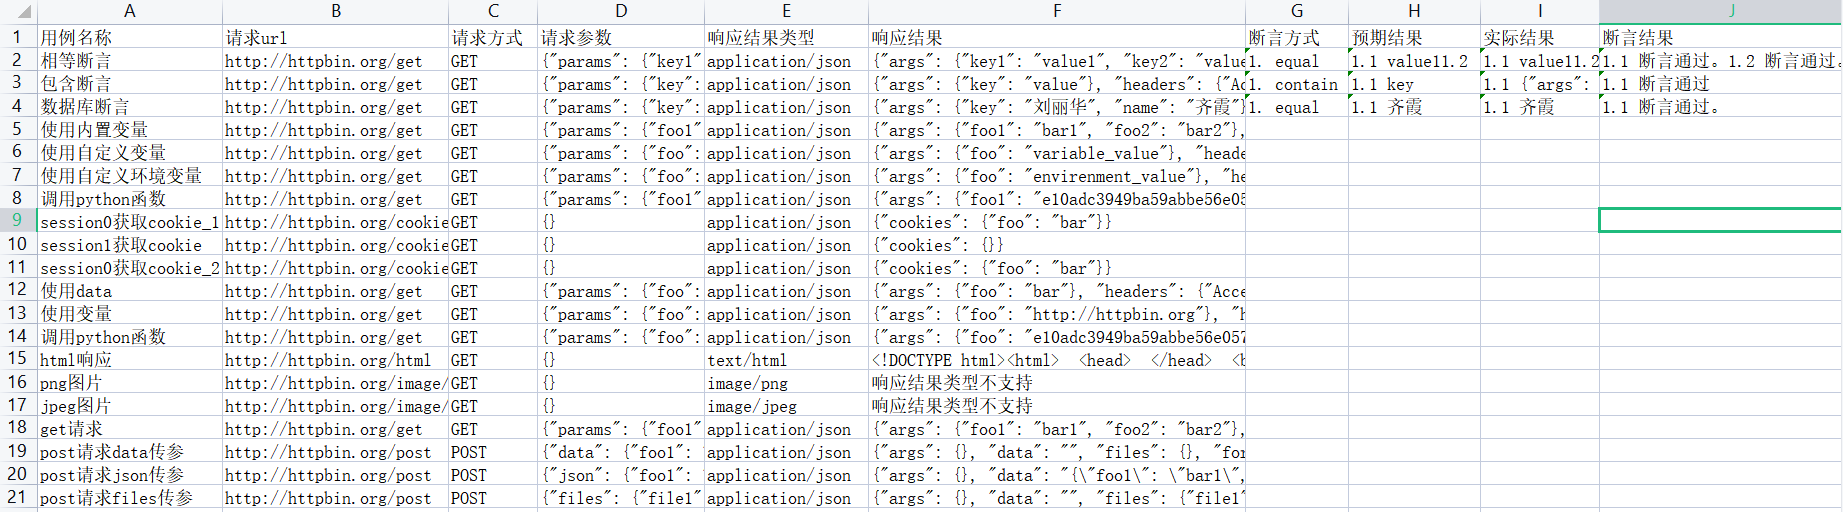 A B C D E F G H I J
1 用例名称 请求url 请求方式 请求参数 响应结果类型 响应结果 断言方式 预期结果 实际结果 断言结果
2 相等断言 http://httpbin.org/get GET {"params": {"key1" application/json {"args": {"key1": "value1", "key2": "value 1. equal 1.1 value11.2 1.1 value11.2 1.1 断言通过。1.2 断言通过。
3 包含断言 http://httpbin.org/get GET {"params": {"key": application/json {"args": {"key": "value"}, "headers": {"Ac 1. contain 1.1 key 1.1 {"args": 1.1 断言通过
4 数据库断言 http://httpbin.org/get GET {"params": {"key": application/json {"args": {"key": "刘丽华", "name": "齐霞"} 1. equal 1.1 齐霞 1.1 齐霞 1.1 断言通过。
5 使用内置变量 http://httpbin.org/get GET {"params": {"foo1" application/json {"args": {"foo1": "bar1", "foo2": "bar2"},
6 使用自定义变量 http://httpbin.org/get GET {"params": {"foo": application/json {"args": {"foo": "variable_value"}, "heade
7 使用自定义环境变量 http://httpbin.org/get GET {"params": {"foo": application/json {"args": {"foo": "envirenment_value"}, "he
8 调用python函数 http://httpbin.org/get GET {"params": {"foo1" application/json {"args": {"foo1": "e10adc3949ba59abbe56e05
9 session0获取cookie_1 http://httpbin.org/cookie GET {} application/json {"cookies": {"foo": "bar"}}
10 session1获取cookie http://httpbin.org/cookie GET {} application/json {"cookies": {}}
11 session0获取cookie_2 http://httpbin.org/cookie GET {} application/json {"cookies": {"foo": "bar"}}
12 使用data http://httpbin.org/get GET {"params": {"foo": application/json {"args": {"foo": "bar"}, "headers": {"Acce
13 使用变量 http://httpbin.org/get GET {"params": {"foo": application/json {"args": {"foo": "http://httpbin.org"}, "h
14 调用python函数 http://httpbin.org/get GET {"params": {"foo": application/json {"args": {"foo": "e10adc3949ba59abbe56e057
15 html响应 http://httpbin.org/html GET {} text/html <!DOCTYPE html><html> <head> </head> <b
16 png图片 http://httpbin.org/image/ GET {} image/png 响应结果类型不支持
17 jpeg图片 http://httpbin.org/image/ GET {} image/jpeg 响应结果类型不支持
18 get请求 http://httpbin.org/get GET {"params": {"foo1" application/json {"args": {"foo1": "bar1", "foo2": "bar2"},
19 post请求data传参 http://httpbin.org/post POST {"data": {"foo1": application/json {"args": {}, "data": "", "files": {}, "for
20 post请求json传参 http://httpbin.org/post POST {"json": {"foo1": application/json {"args": {}, "data": "{\"foo1\": \"bar1\",
21 post请求files传参 http://httpbin.org/post POST {"files": {"file1" application/json {"args": {}, "data": "", "files": {"file1"